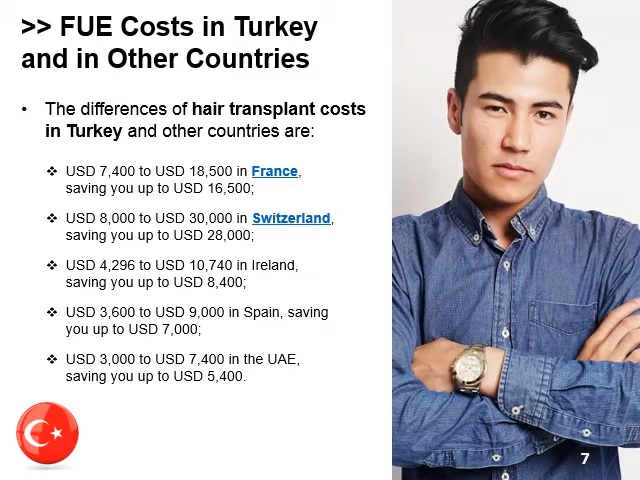 >> FUE Costs in Turkey
and in Other Countries
• The differences of hair transplant costs
in Turkey and other countries are:
❖ USD 7,400 to USD 18,500 in France,
saving you up to USD 16,500;
❖ USD 8,000 to USD 30,000 in Switzerland,
saving you up to USD 28,000;
❖ USD 4,296 to USD 10,740 in Ireland,
saving you up to USD 8,400;
❖ USD 3,600 to USD 9,000 in Spain, saving
you up to USD 7,000;
❖ USD 3,000 to USD 7,400 in the UAE,
saving you up to USD 5,400.
7